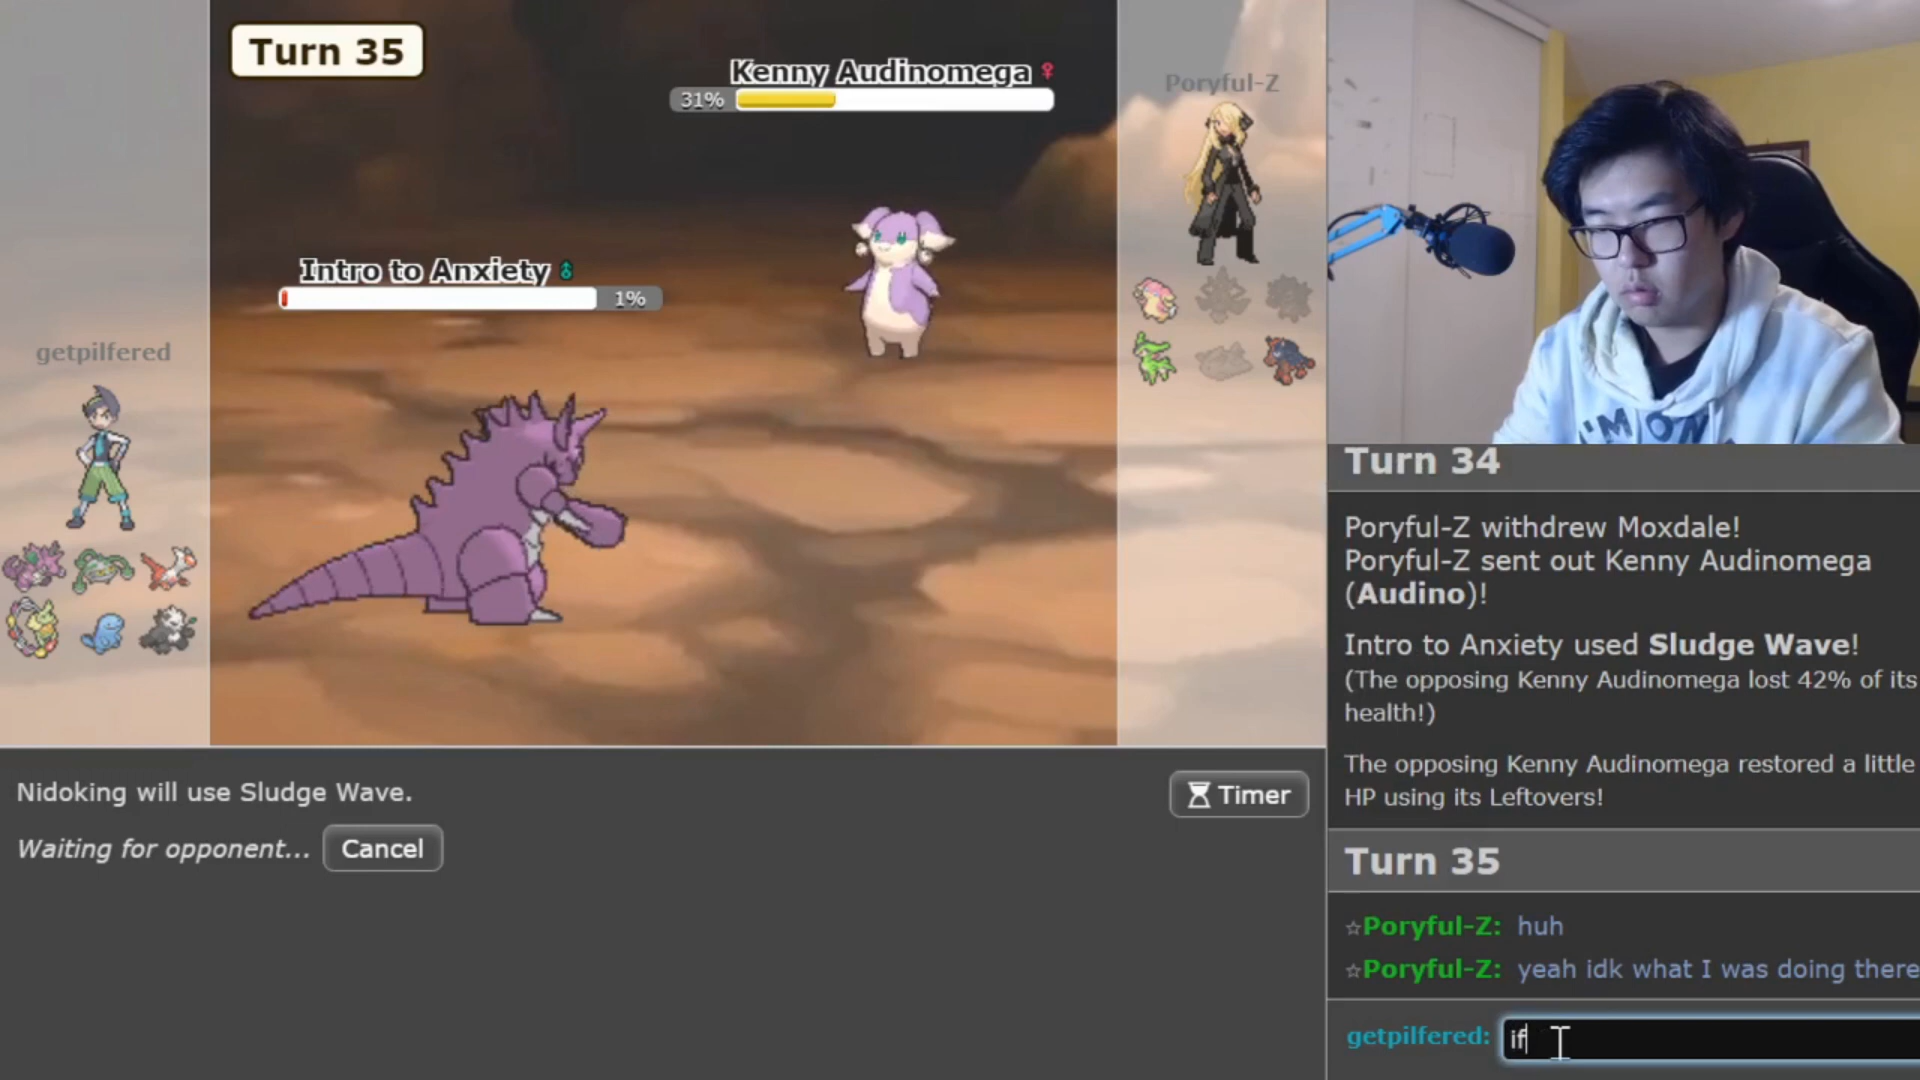 Turn 35
Kenny Audinomega ♀
31%
Poryful-Z
Intro to Anxiety ♂
1%
getpilfered
I'M ON
Turn 34
Poryful-Z withdrew Moxdale!
Poryful-Z sent out Kenny Audinomega
(Audino)!
Intro to Anxiety used Sludge Wave!
(The opposing Kenny Audinomega lost 42% of its
health!)
The opposing Kenny Audinomega restored a little
HP using its Leftovers!
Turn 35
☆Poryful-Z: huh
☆Poryful-Z: yeah idk what I was doing there
getpilfered: if
Nidoking will use Sludge Wave.
Timer
Waiting for opponent... Cancel